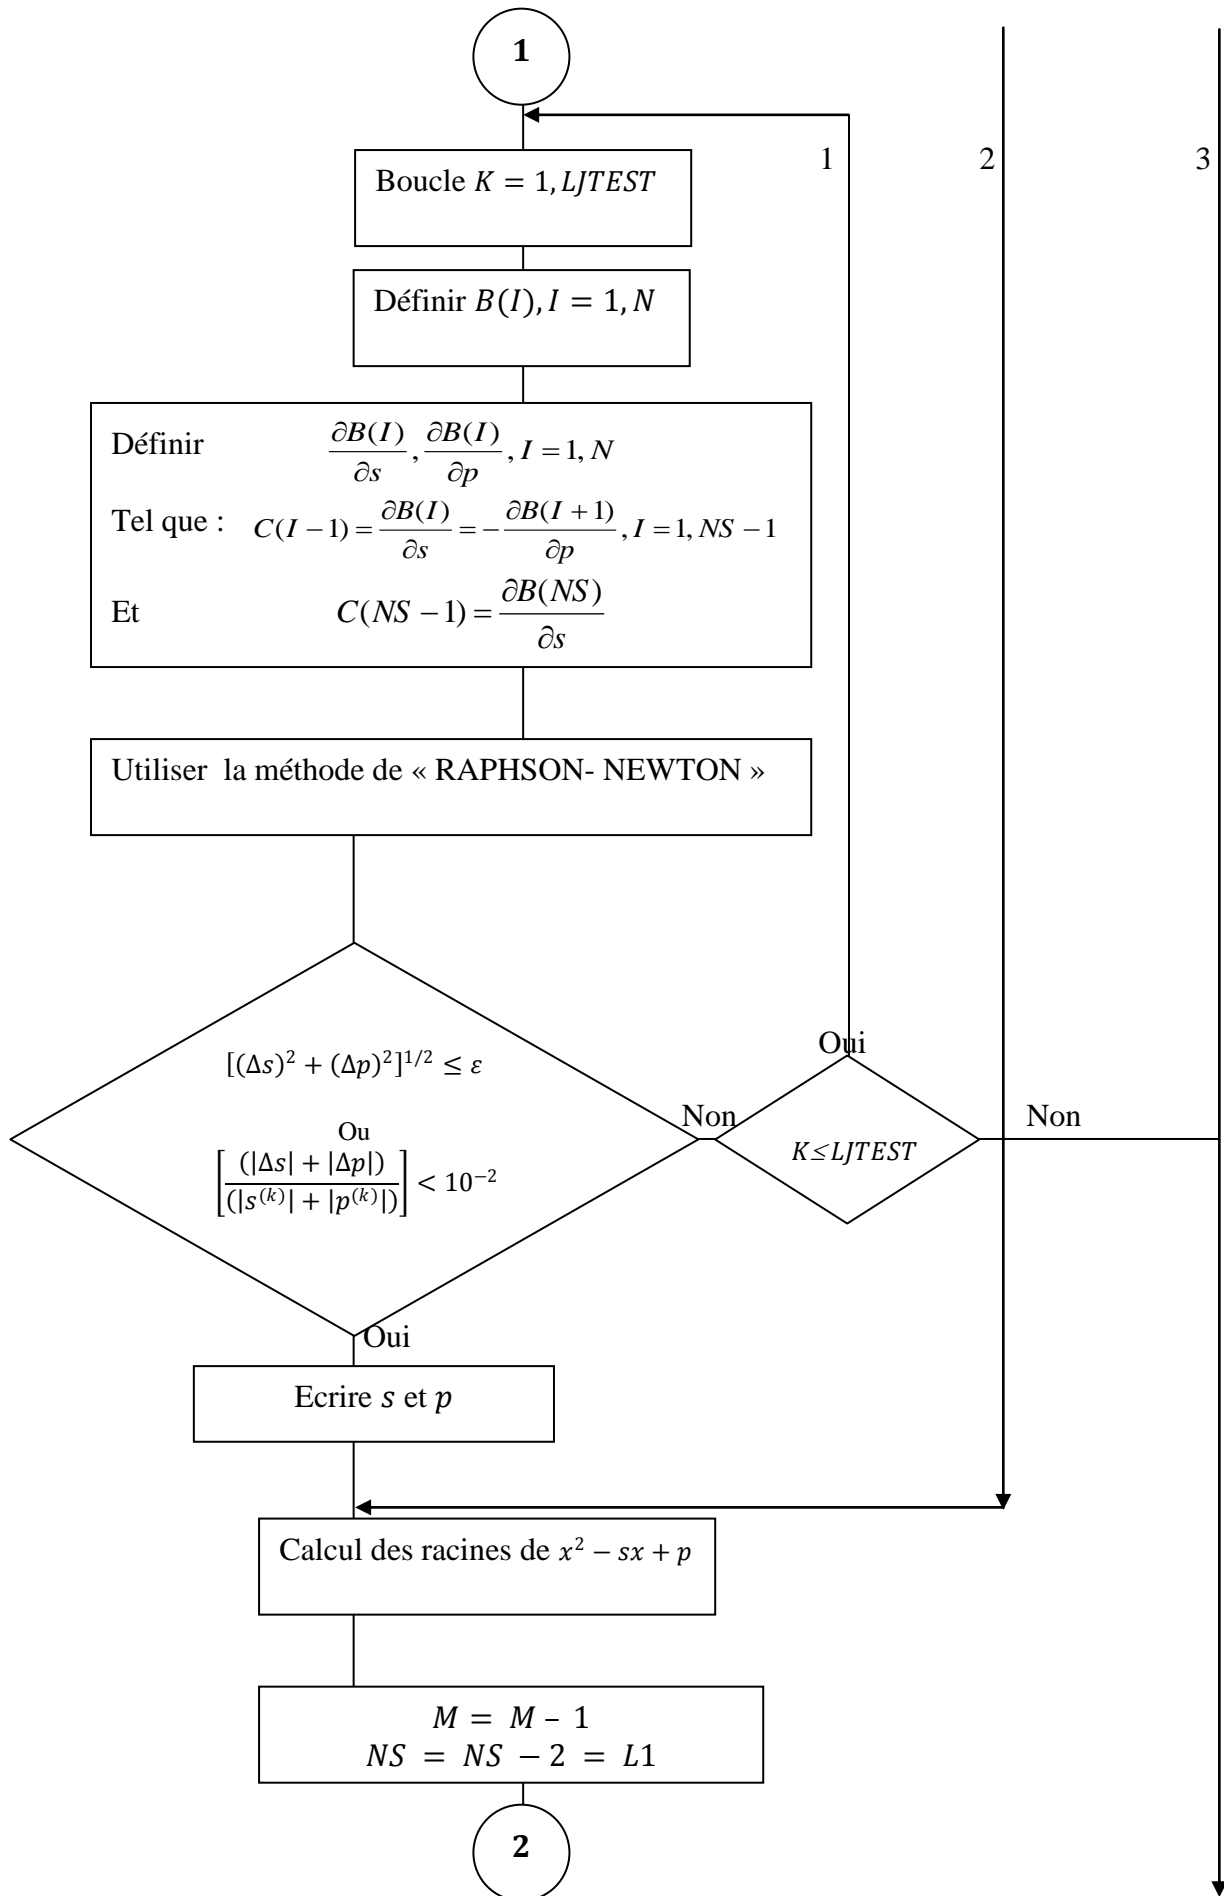 1
1 2 3
Boucle K = 1, LJTEST
Définir B(I), I = 1, N
Définir ∂B(I)/∂s, ∂B(I)/∂p, I = 1, N
Tel que : C(I − 1) = ∂B(I)/∂s = −∂B(I + 1)/∂p, I = 1, NS − 1
Et C(NS − 1) = ∂B(NS)/∂s
Utiliser la méthode de « RAPHSON- NEWTON »
[(Δs)² + (Δp)²]^{1/2} ≤ ε
Ou
[(|Δs| + |Δp|)/(|s^{(k)}| + |p^{(k)}|)] < 10^{−2}
Non
Oui
K≤LJTEST
Non
Oui
Ecrire s et p
Calcul des racines de x² − sx + p
M = M – 1
NS = NS − 2 = L1
2